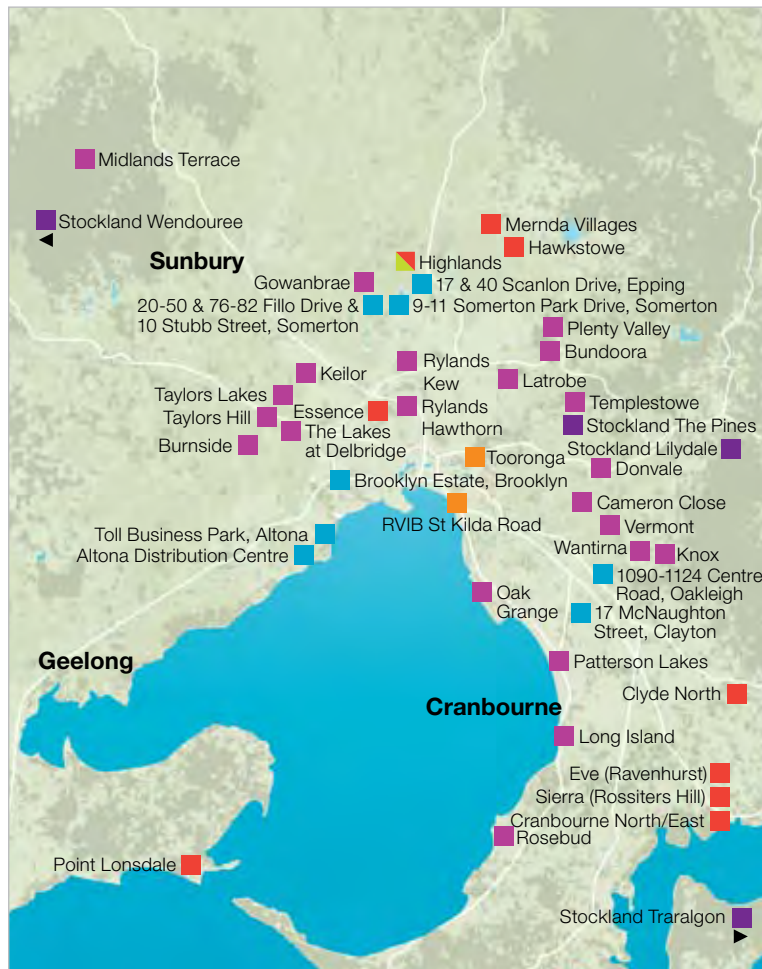 Midlands Terrace
Stockland Wendouree
Mernda Villages
Sunbury
Hawkstowe
Highlands
Gowanbrae
17 & 40 Scanlon Drive, Epping
20-50 & 76-82 Fillo Drive &
10 Stubb Street, Somerton
9-11 Somerton Park Drive, Somerton
Plenty Valley
Bundoora
Rylands
Kew
Keilor
Latrobe
Taylors Lakes
Templestowe
Essence
Rylands
Hawthorn
Taylors Hill
Stockland The Pines
The Lakes
at Delbridge
Burnside
Stockland Lilydale
Tooronga
Donvale
Brooklyn Estate, Brooklyn
Cameron Close
RVIB St Kilda Road
Vermont
Toll Business Park, Altona
Altona Distribution Centre
Wantirna
Knox
1090-1124 Centre
Road, Oakleigh
Oak
Grange
17 McNaughton
Street, Clayton
Geelong
Patterson Lakes
Clyde North
Cranbourne
Long Island
Eve (Ravenhurst)
Sierra (Rossiters Hill)
Cranbourne North/East
Rosebud
Point Lonsdale
Stockland Traralgon